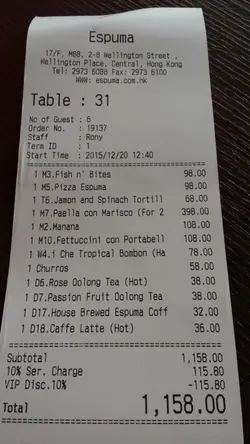 Espuma
17/F, M88, 2-8 Wellington Street ,
Wellington Place, Central, Hong Kong
Tel: 2973 6088 Fax: 2973 6100
WWW: espuma.com.hk
Table : 31
No of Guest : 6
Order No. : 19137
Staff : Rony
Term ID : 1
Start Time : 2015/12/20 12:40
1 M3.Fish n' Bites 98.00
1 M5.Pizza Espuma 98.00
1 T6.Jamon and Spinach Tortill 68.00
1 M7.Paella con Marisco (For 2 398.00
1 M2.Manana 108.00
1 M10.Fettuccini con Portabell 108.00
1 W4.i Che Tropical Bombon (Ha 78.00
1 Churros 58.00
1 D6.Rose Oolong Tea (Hot) 38.00
1 D7.Passion Fruit Oolong Tea 38.00
1 D17.House Brewed Espuma Coff 32.00
1 D18.Caffe Latte (Hot) 36.00
Subtotal 1,158.00
10% Ser. Charge 115.80
VIP Disc.10% -115.80
Total 1,158.00